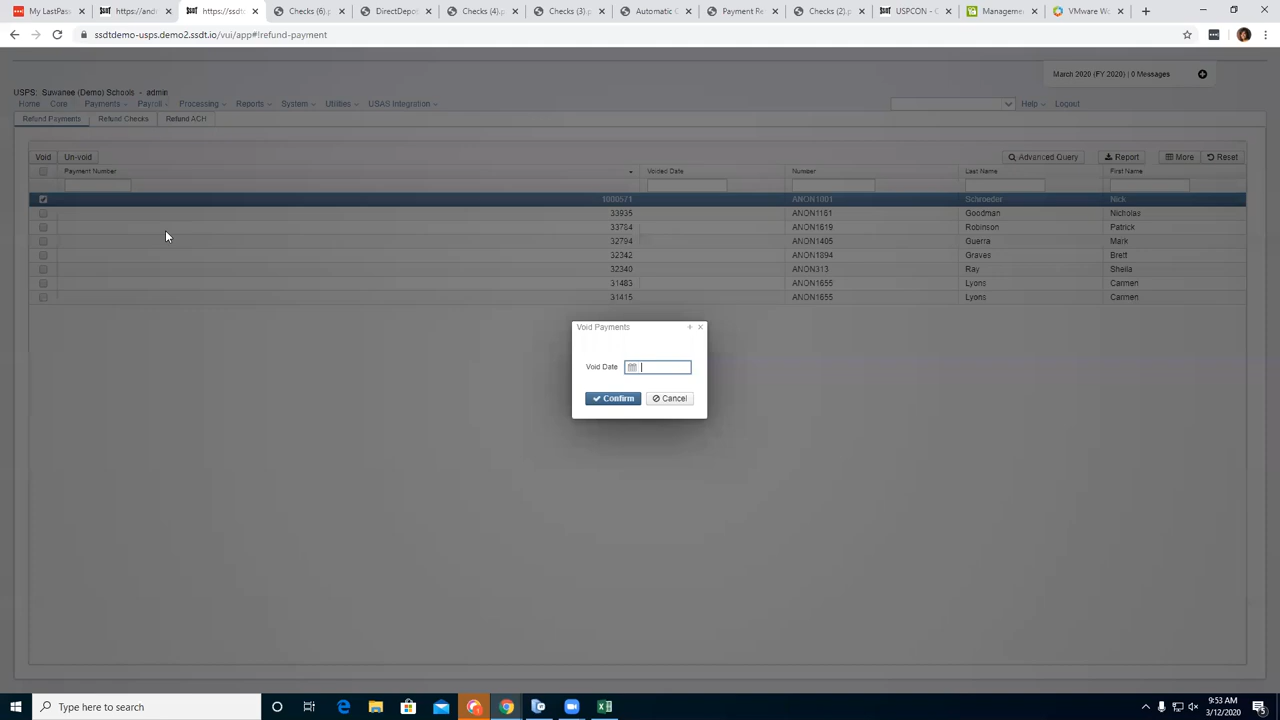 My LastPass
https://andr
https://ssdt
Checks (6).p
DirectDepot
Checks (4).p
Checks (3).p
Automatic C
Payment Re
Checks (2).p
USPCON - C
Manageme
VMware Wo
ssdtdemo-usps.demo2.ssdt.io/vui/app#!refund-payment
March 2020 (FY 2020) | 0 Messages
USPS: Suwanee (Demo) Schools - admin
Home Core Payments Payroll Processing Reports System Utilities USAS Integration Help Logout
Refund Payments Refund Checks Refund ACH
Void Un-void Advanced Query Report More Reset
Payment Number Voided Date Number Last Name First Name
1000571 ANON1001 Schroeder Nick
33935 ANON1161 Goodman Nicholas
33784 ANON1619 Robinson Patrick
32794 ANON1405 Guerra Mark
32342 ANON1894 Graves Brett
32340 ANON313 Ray Sheila
31483 ANON1655 Lyons Carmen
31415 ANON1655 Lyons Carmen
Void Payments
Void Date
Confirm Cancel
Type here to search
9:53 AM
3/12/2020